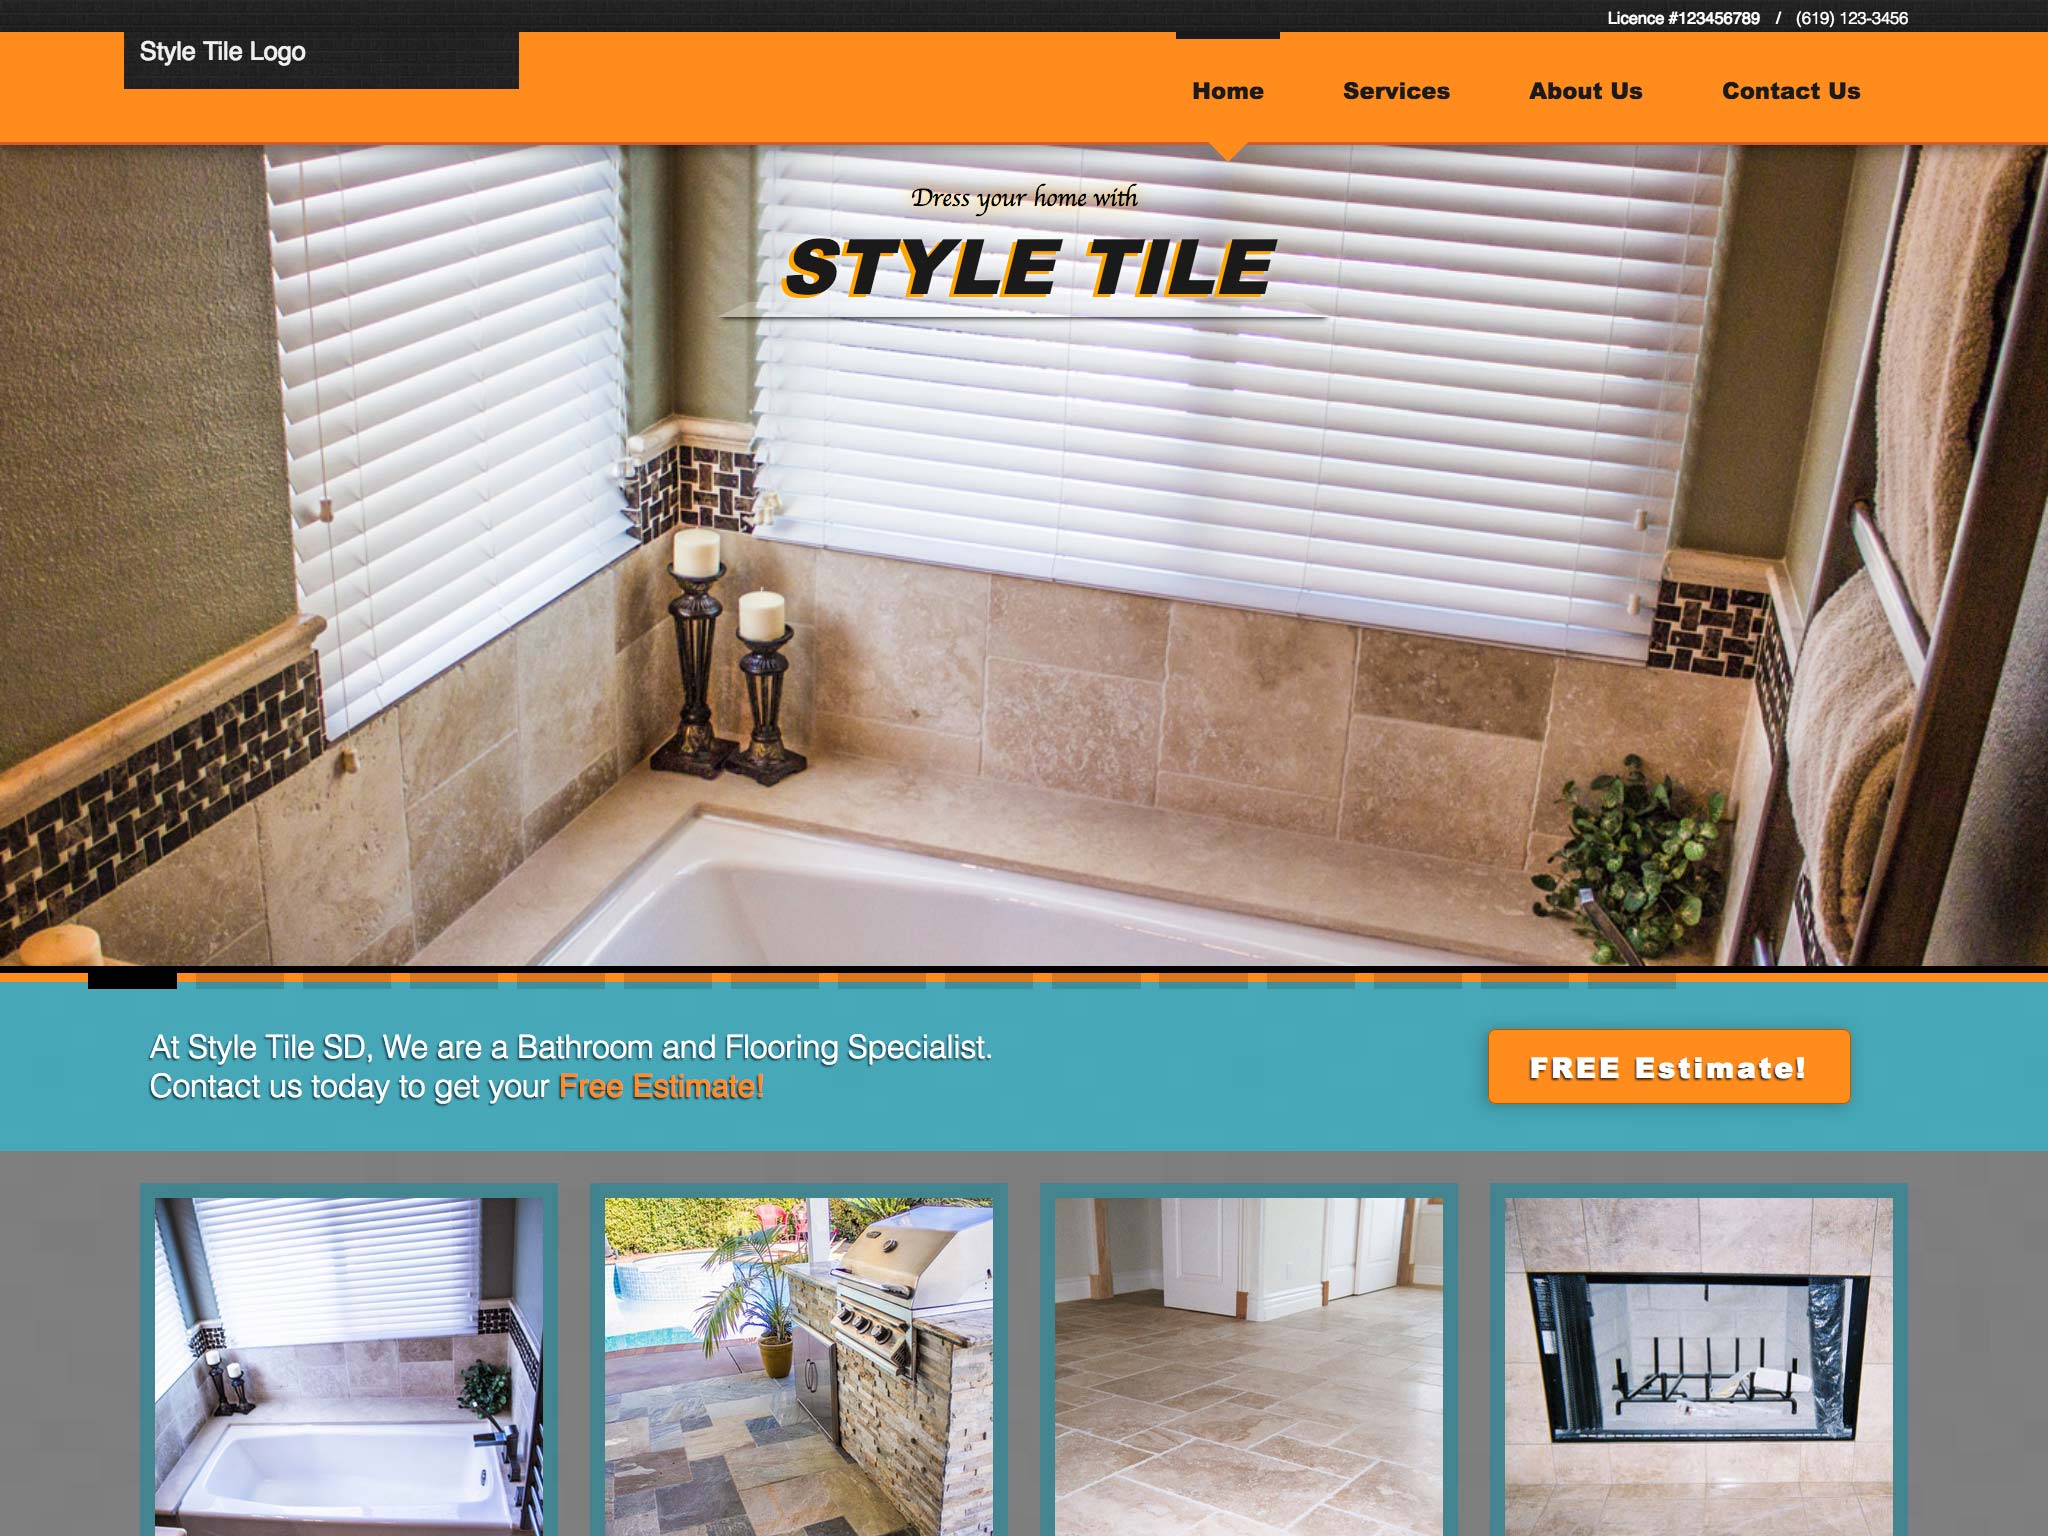 Licence #123456789 / (619) 123-3456
Style Tile Logo
Home Services About Us Contact Us
Dress your home with
STYLE TILE
At Style Tile SD, We are a Bathroom and Flooring Specialist.
Contact us today to get your Free Estimate!
FREE Estimate!